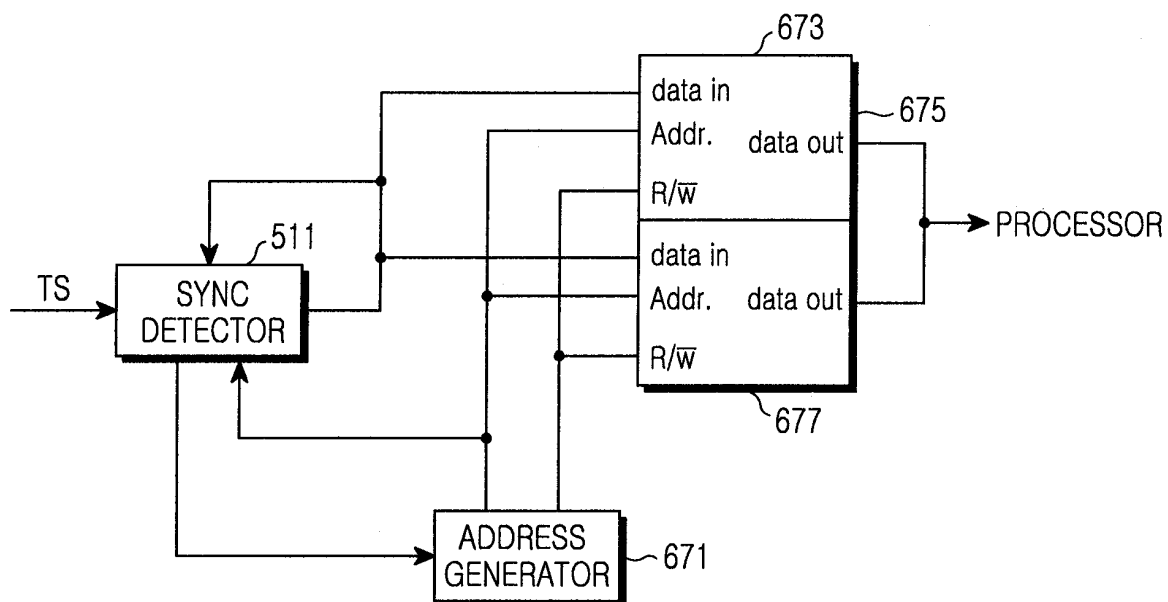 673
data in
675
Addr.
data out
R/w̅
PROCESSOR
511
data in
TS
SYNC
DETECTOR
Addr.
data out
R/w̅
677
ADDRESS
GENERATOR
671